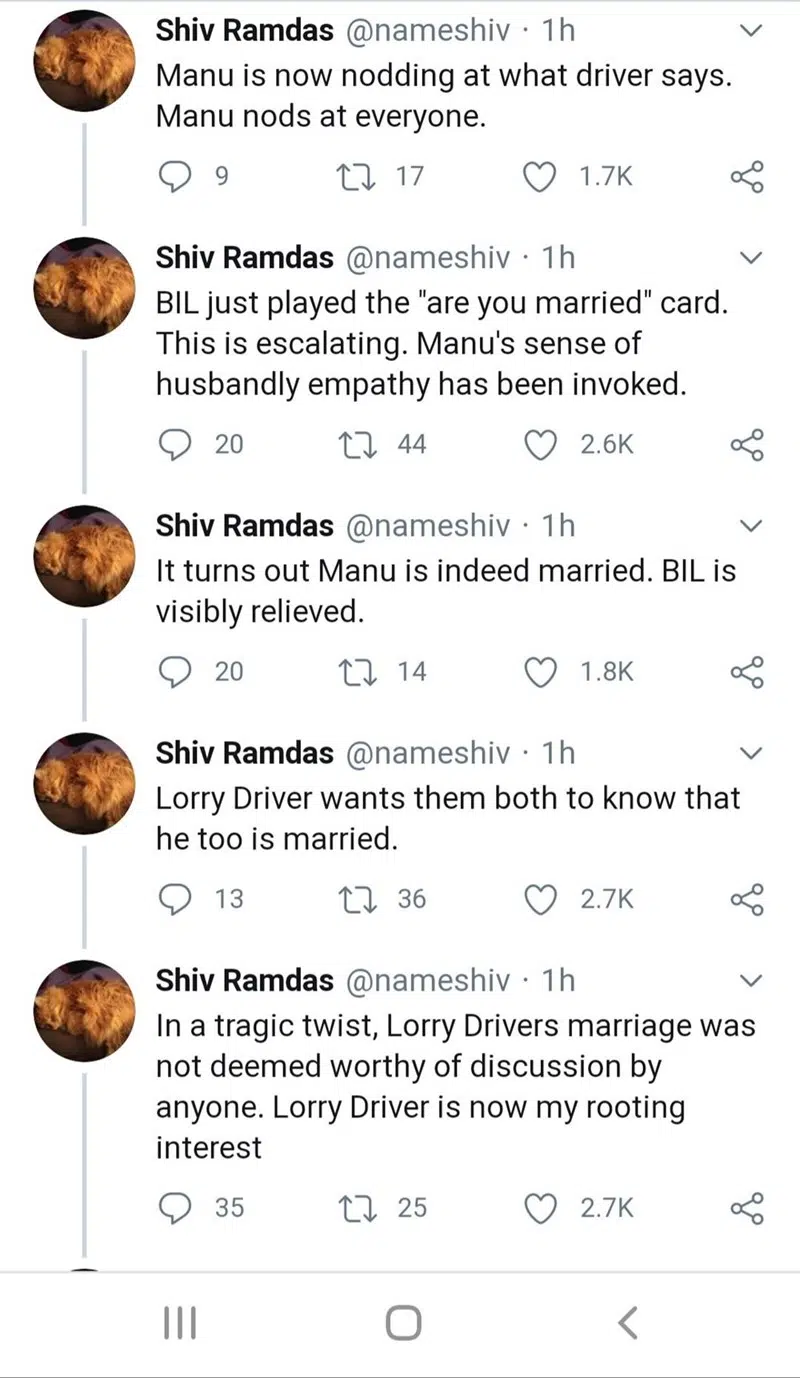 Shiv Ramdas @nameshiv · 1h
Manu is now nodding at what driver says.
Manu nods at everyone.
9 17 1.7K
Shiv Ramdas @nameshiv · 1h
BIL just played the "are you married" card.
This is escalating. Manu's sense of
husbandly empathy has been invoked.
20 44 2.6K
Shiv Ramdas @nameshiv · 1h
It turns out Manu is indeed married. BIL is
visibly relieved.
20 14 1.8K
Shiv Ramdas @nameshiv · 1h
Lorry Driver wants them both to know that
he too is married.
13 36 2.7K
Shiv Ramdas @nameshiv · 1h
In a tragic twist, Lorry Drivers marriage was
not deemed worthy of discussion by
anyone. Lorry Driver is now my rooting
interest
35 25 2.7K